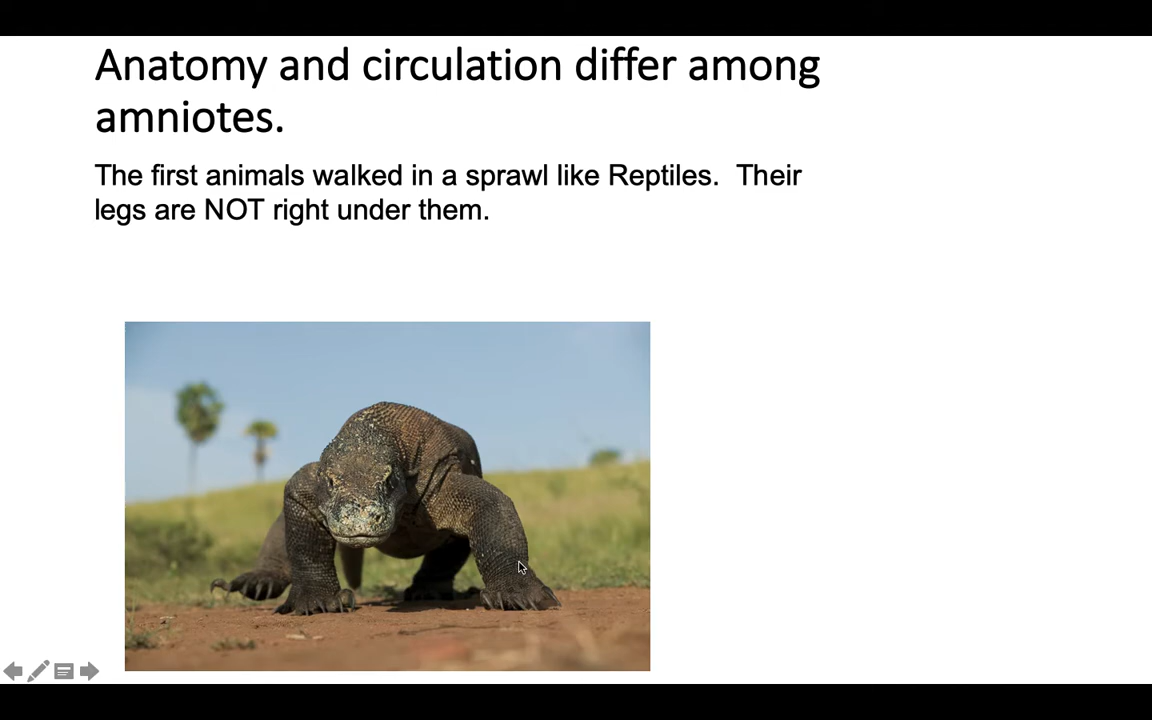 Anatomy and circulation differ among
amniotes.
The first animals walked in a sprawl like Reptiles.  Their
legs are NOT right under them.